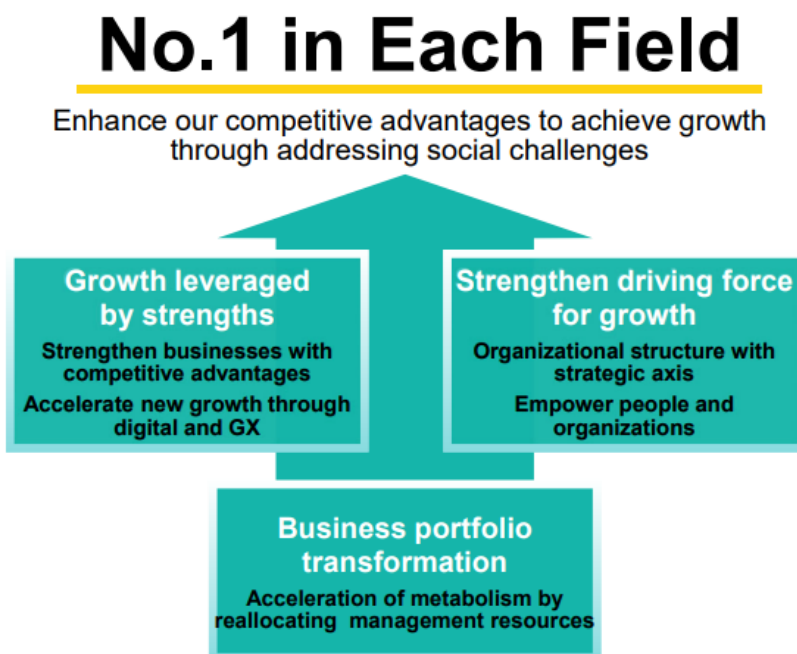 No.1 in Each Field
Enhance our competitive advantages to achieve growth
through addressing social challenges
Growth leveraged
by strengths
Strengthen businesses with
competitive advantages
Accelerate new growth through
digital and GX
Strengthen driving force
for growth
Organizational structure with
strategic axis
Empower people and
organizations
Business portfolio
transformation
Acceleration of metabolism by
reallocating management resources